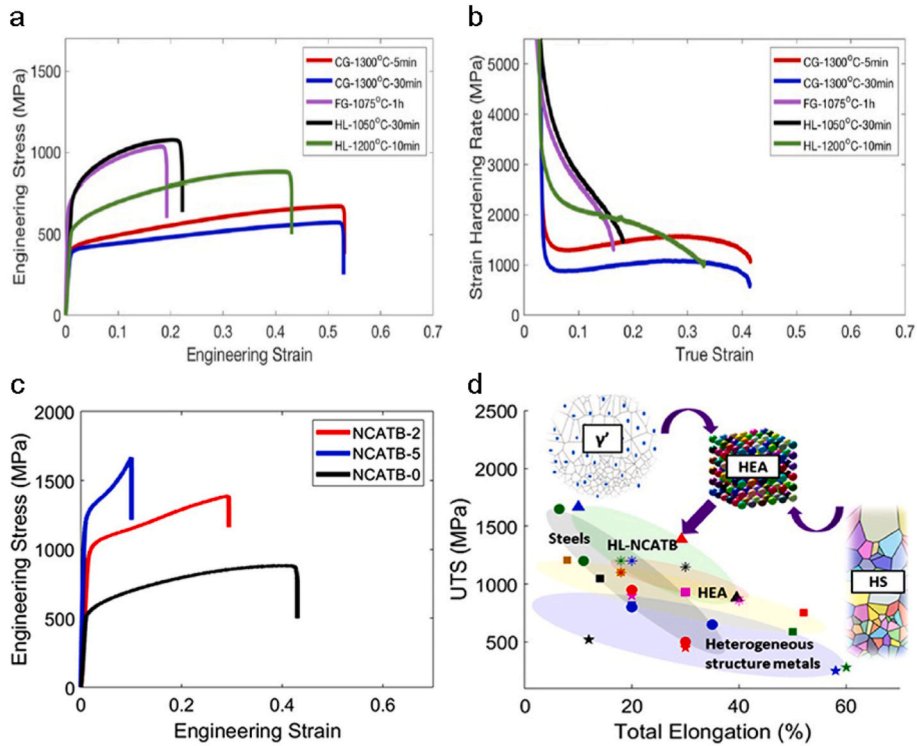 a
Engineering Stress (MPa)
1500
1000
500
0
0
0.1
0.2
0.3
0.4
0.5
0.6
0.7
Engineering Strain
CG-1300°C-5min
CG-1300°C-30min
FG-1075°C-1h
HL-1050°C-30min
HL-1200°C-10min
b
Strain Hardening Rate (MPa)
5000
4000
3000
2000
1000
0
0
0.1
0.2
0.3
0.4
0.5
0.6
0.7
True Strain
CG-1300°C-5min
CG-1300°C-30min
FG-1075°C-1h
HL-1050°C-30min
HL-1200°C-10min
c
Engineering Stress (MPa)
2000
1500
1000
500
0
0
0.2
0.4
0.6
Engineering Strain
NCATB-2
NCATB-5
NCATB-0
d
UTS (MPa)
2500
2000
1500
1000
500
0
20
40
60
Total Elongation (%)
γ'
HEA
HS
Steels
HL-NCATB
HEA
Heterogeneous
structure metals